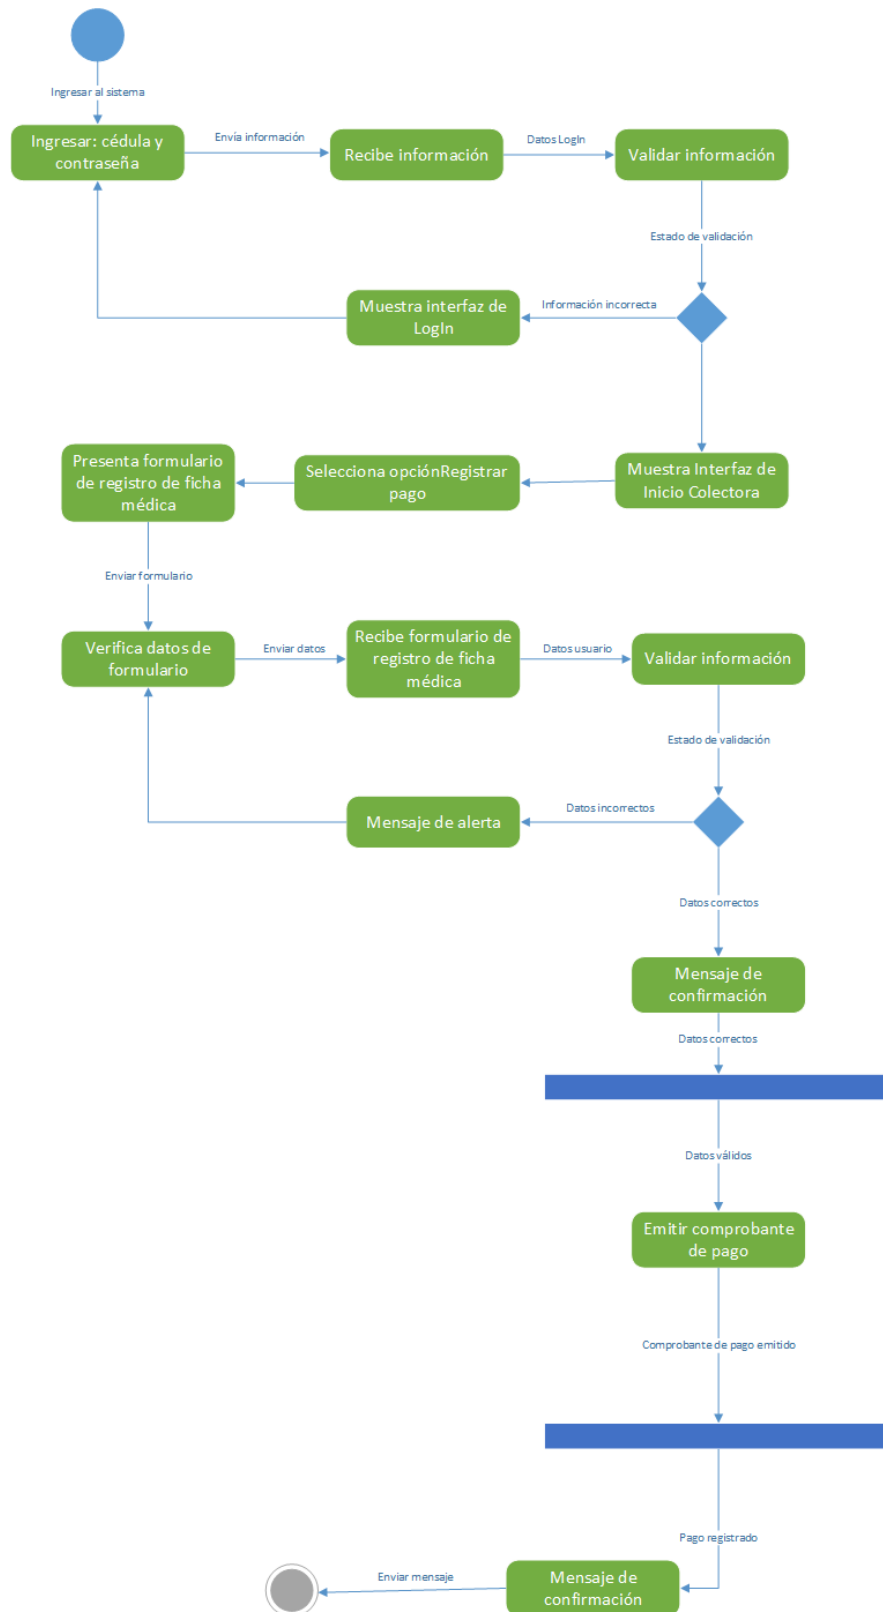 Ingresar al sistema
Ingresar: cédula y
contraseña
Envía información
Recibe información
Datos LogIn
Validar información
Estado de validación
Información incorrecta
Muestra interfaz de
LogIn
Muestra Interfaz de
Inicio Colectora
Selecciona opciónRegistrar
pago
Presenta formulario
de registro de ficha
médica
Enviar formulario
Verifica datos de
formulario
Enviar datos
Recibe formulario de
registro de ficha
médica
Datos usuario
Validar información
Estado de validación
Datos incorrectos
Mensaje de alerta
Datos correctos
Mensaje de
confirmación
Datos correctos
Datos válidos
Emitir comprobante
de pago
Comprobante de pago emitido
Pago registrado
Mensaje de
confirmación
Enviar mensaje